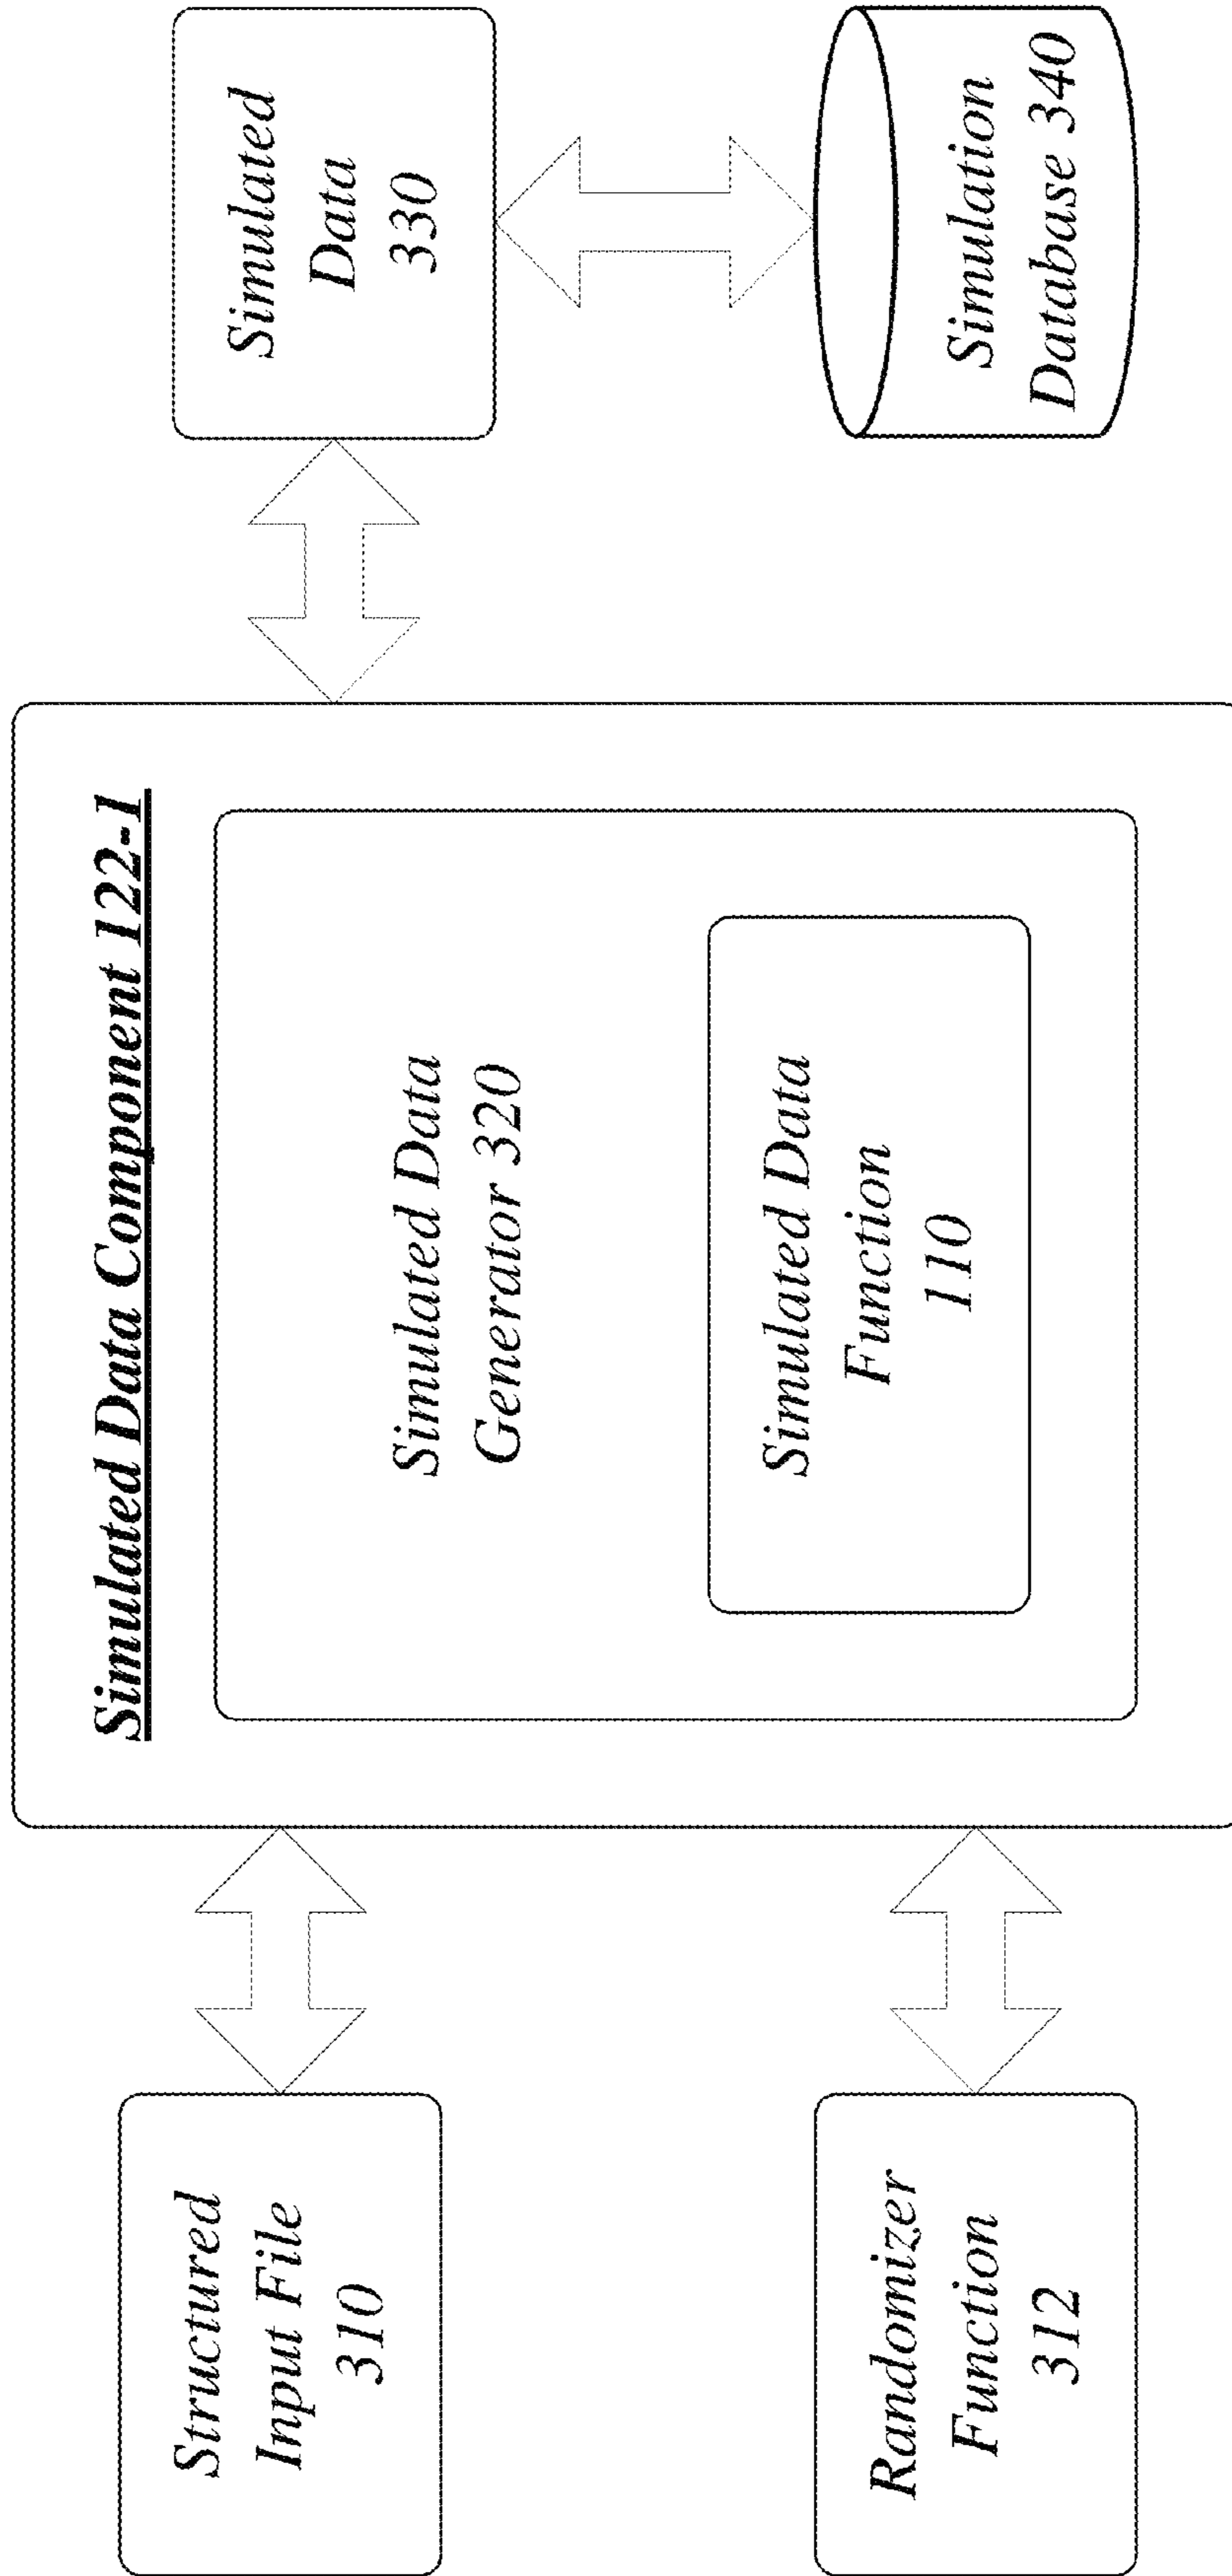 Simulated Data Component 122-1
Structured
Input File
310
Randomizer
Function
312
Simulated Data
Generator 320
Simulated Data
Function
110
Simulated
Data
330
Simulation
Database 340